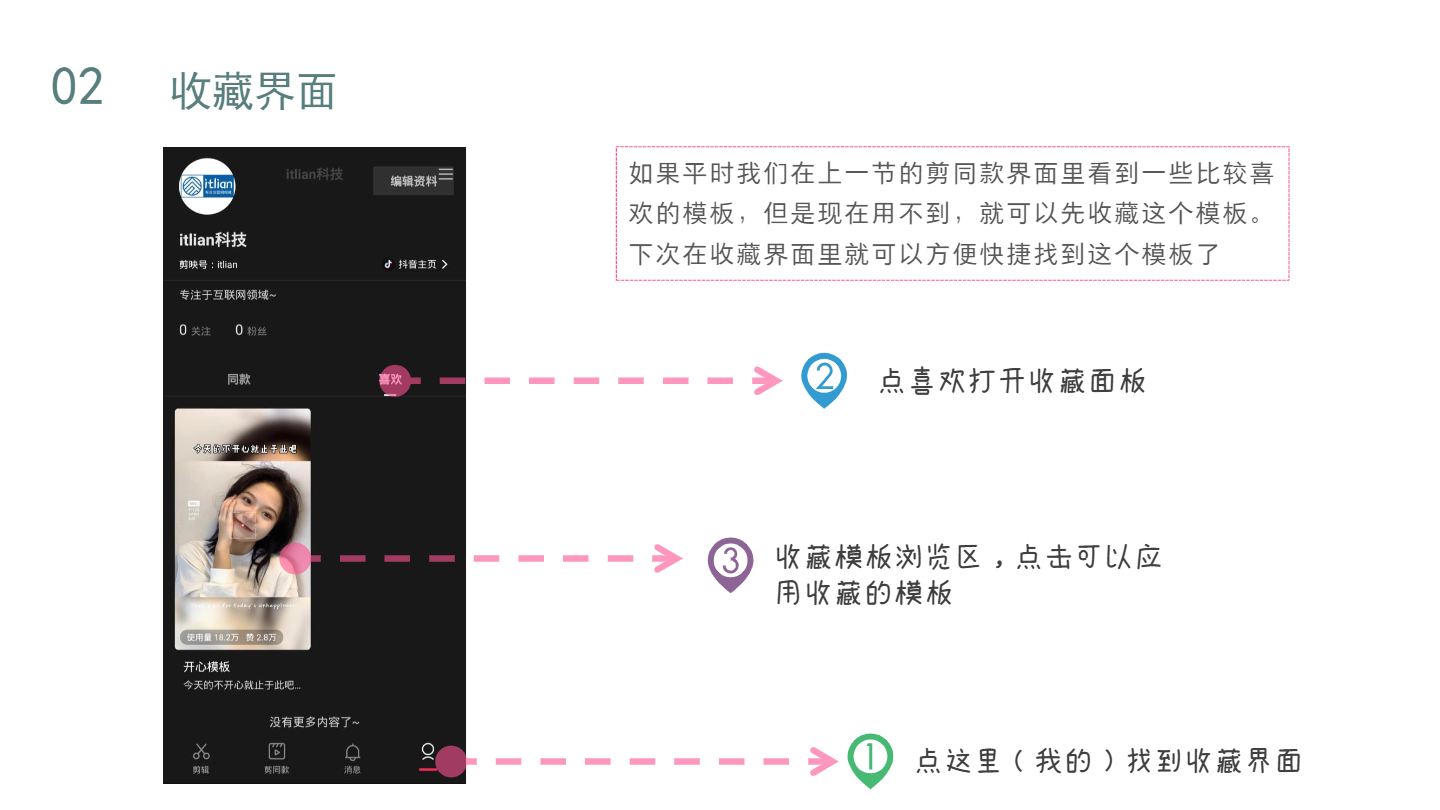 02 收藏界面
如果平时我们在上一节的剪同款界面里看到一些比较喜
欢的模板，但是现在用不到，就可以先收藏这个模板。
下次在收藏界面里就可以方便快捷找到这个模板了
itlian
itlian科技
编辑资料
itlian科技
剪映号：itlian
抖音主页
专注于互联网领域~
0 关注 0 粉丝
同款 喜欢
2 点喜欢打开收藏面板
今天的不开心就止于此吧
3 收藏模板浏览区，点击可以应
用收藏的模板
使用量 18.2万 赞 2.8万
开心模板
今天的不开心就止于此吧...
没有更多内容了~
剪辑 剪同款 消息
1 点这里（我的）找到收藏界面